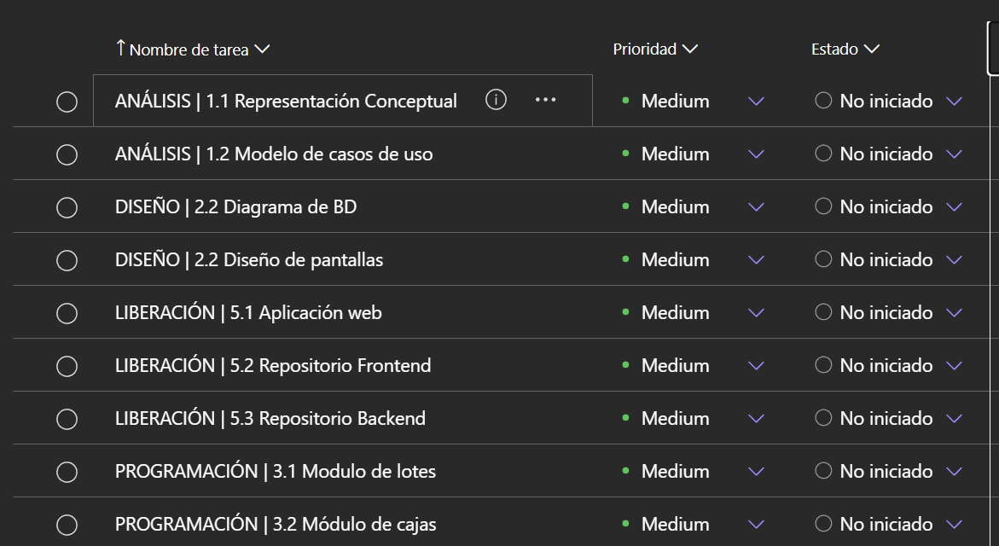 Nombre de tarea Prioridad Estado
ANÁLISIS | 1.1 Representación Conceptual Medium No iniciado
ANÁLISIS | 1.2 Modelo de casos de uso Medium No iniciado
DISEÑO | 2.2 Diagrama de BD Medium No iniciado
DISEÑO | 2.2 Diseño de pantallas Medium No iniciado
LIBERACIÓN | 5.1 Aplicación web Medium No iniciado
LIBERACIÓN | 5.2 Repositorio Frontend Medium No iniciado
LIBERACIÓN | 5.3 Repositorio Backend Medium No iniciado
PROGRAMACIÓN | 3.1 Modulo de lotes Medium No iniciado
PROGRAMACIÓN | 3.2 Módulo de cajas Medium No iniciado